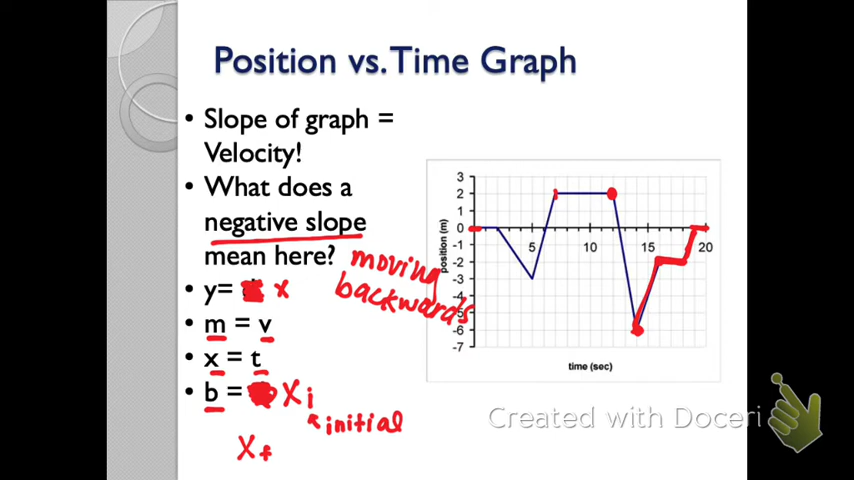 Position vs. Time Graph
• Slope of graph =
Velocity!
• What does a
negative slope
mean here?
moving
backwards
• y= x
• m = v
• x = t
• b = Xi
initial
Xf
3
2
1
0
-1
-2
-3
-4
-5
-6
-7
position (m)
0 5 10 15 20
time (sec)
Created with Doceri